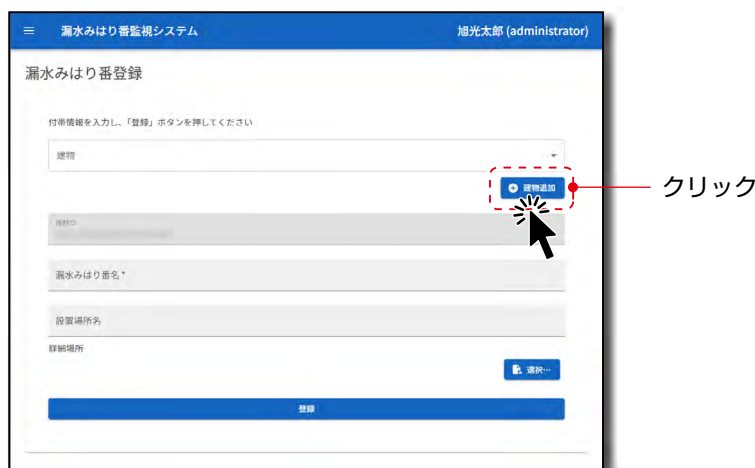 漏水みはり番監視システム
旭光太郎 (administrator)
漏水みはり番登録
付帯情報を入力し、「登録」ボタンを押してください
建物
建物追加
クリック
漏水みはり番名*
設置場所名
詳細場所
選択…
登録